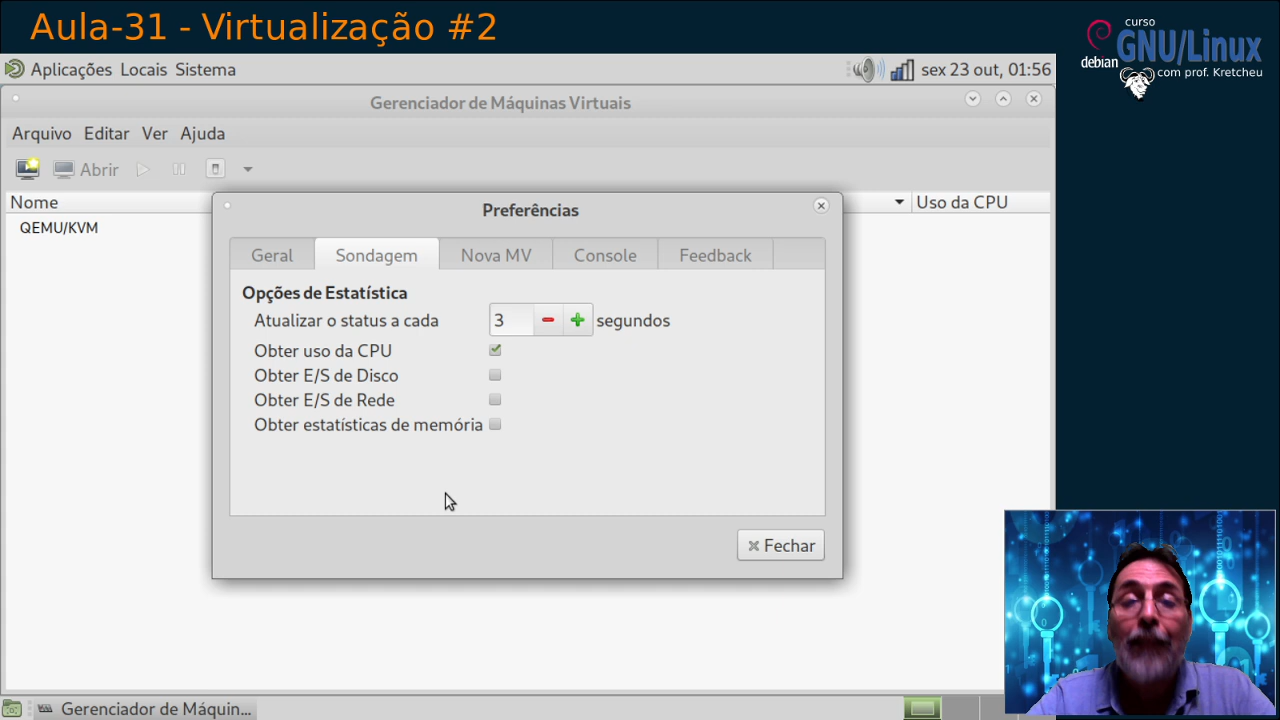 Aula-31 - Virtualização #2
curso
GNU/Linux
debian
com prof. Kretcheu
Aplicações Locais Sistema
sex 23 out, 01:56
Gerenciador de Máquinas Virtuais
Arquivo Editar Ver Ajuda
Abrir
Nome
Uso da CPU
QEMU/KVM
Preferências
Geral Sondagem Nova MV Console Feedback
Opções de Estatística
Atualizar o status a cada 3 segundos
Obter uso da CPU
Obter E/S de Disco
Obter E/S de Rede
Obter estatísticas de memória
Fechar
Gerenciador de Máquin...